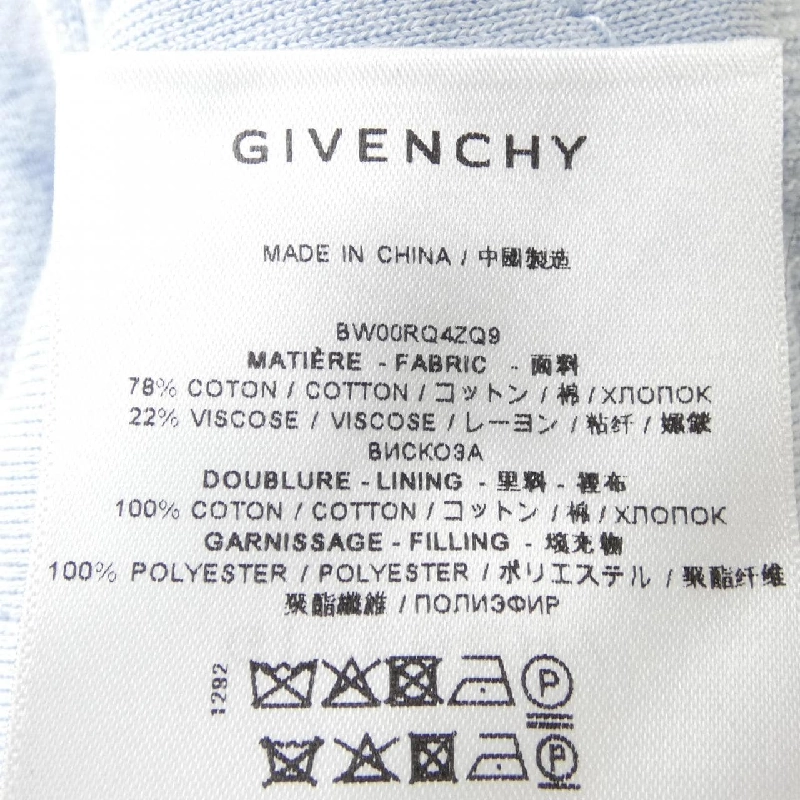 GIVENCHY
MADE IN CHINA / 中國製造
BW00RQ4ZQ9
MATIÈRE - FABRIC - 面料
78% COTON / COTTON / コットン / 棉 / ХЛОПОК
22% VISCOSE / VISCOSE / レーヨン / 粘纤 / 嫘縈
ВИСКОЗА
DOUBLURE - LINING - 里料 - 裡布
100% COTON / COTTON / コットン / 棉 / ХЛОПОК
GARNISSAGE - FILLING - 填充物
100% POLYESTER / POLYESTER / ポリエステル / 聚酯纤维
聚酯纖維 / ПОЛИЭФИР
1282
P
P